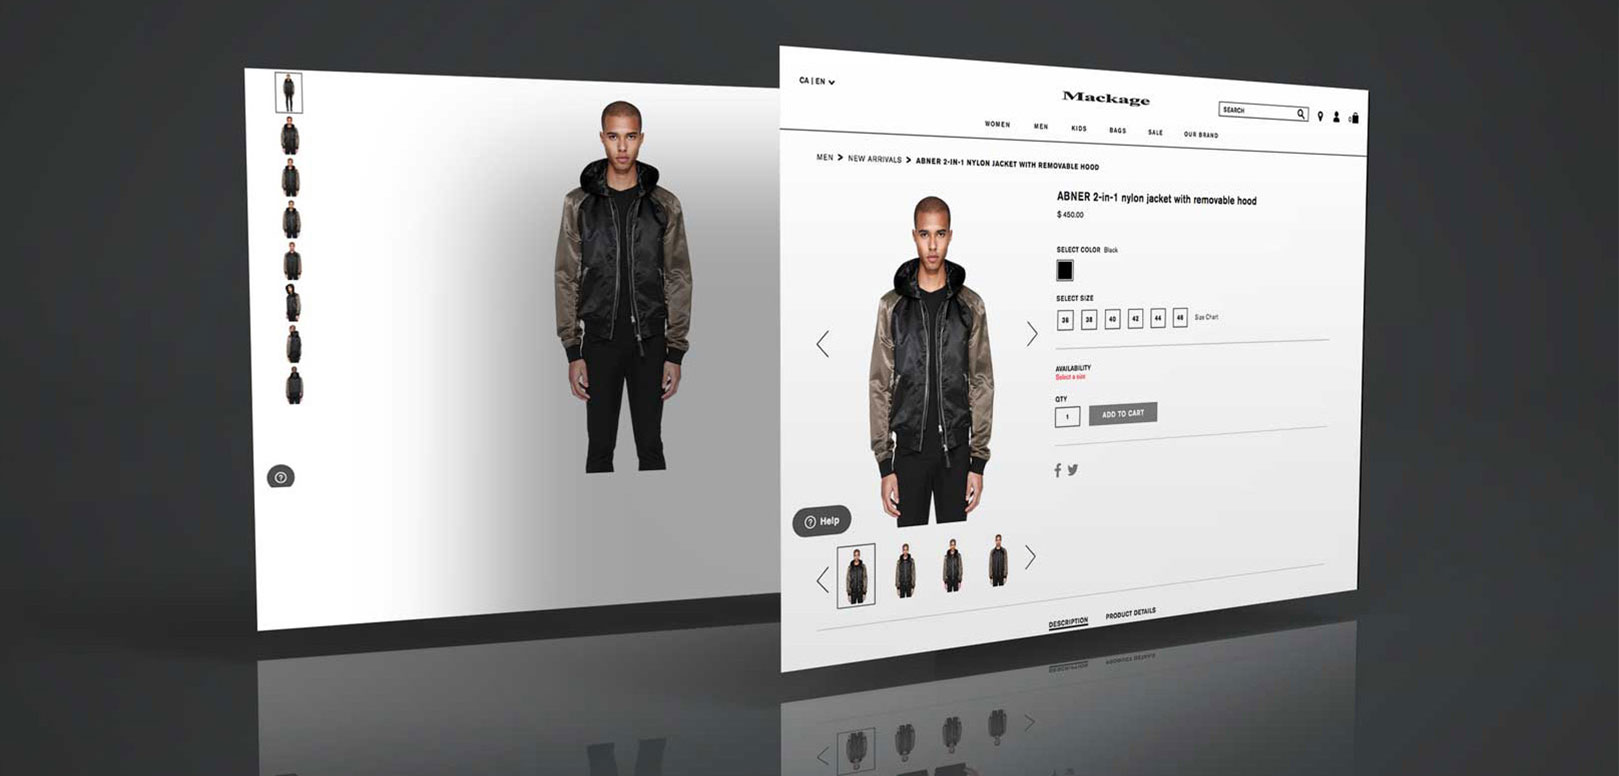 CA | EN
Mackage
SEARCH
0
WOMEN MEN KIDS BAGS SALE OUR BRAND
MEN > NEW ARRIVALS > ABNER 2-IN-1 NYLON JACKET WITH REMOVABLE HOOD
ABNER 2-in-1 nylon jacket with removable hood
$ 450.00
SELECT COLOR Black
SELECT SIZE
36 38 40 42 44 46 Size Chart
AVAILABILITY
Select a size
QTY
1 ADD TO CART
Help
DESCRIPTION PRODUCT DETAILS